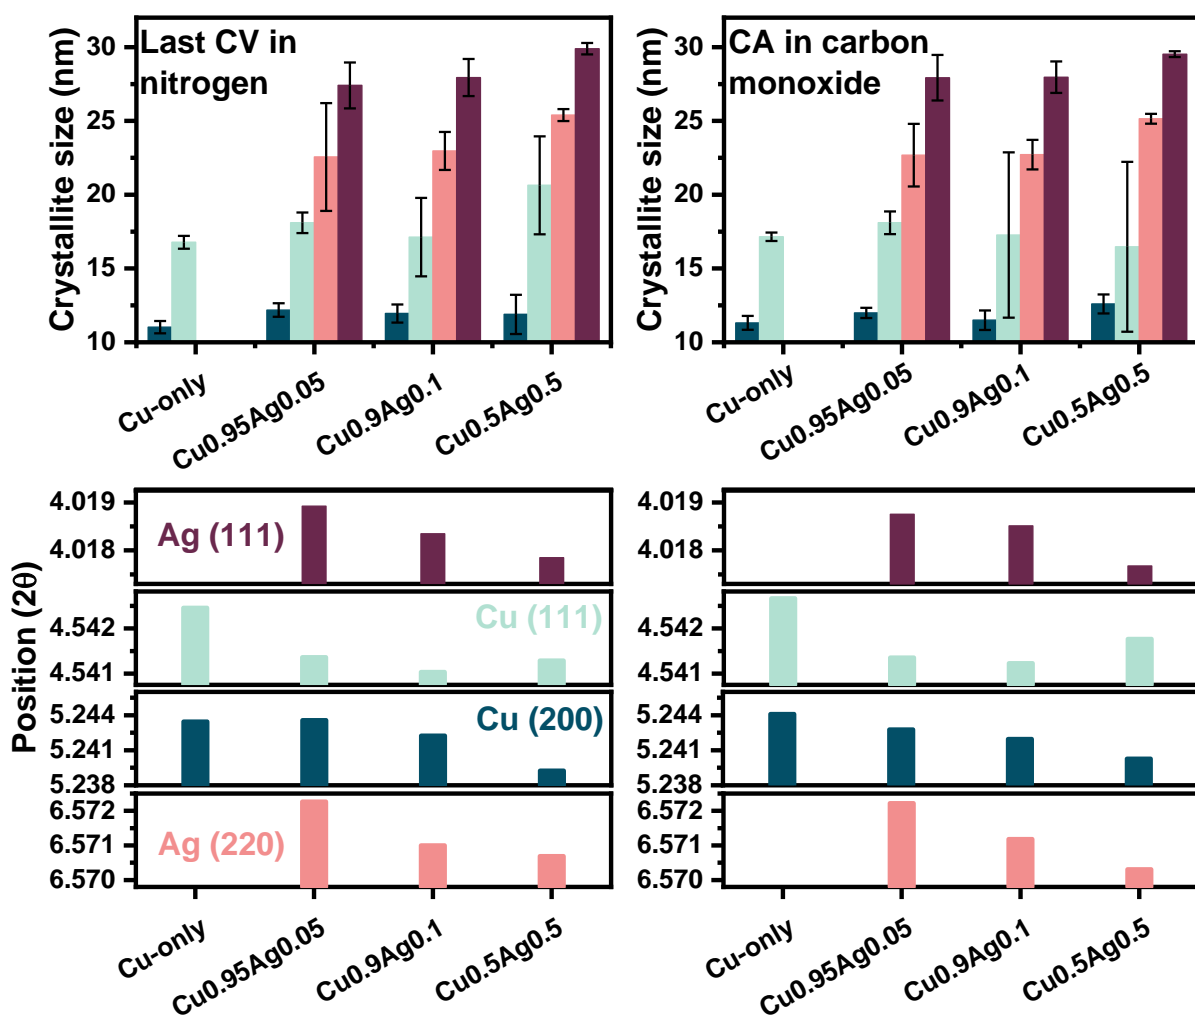 Last CV in
nitrogen
Crystallite size (nm)
30
25
20
15
10
Cu-only
Cu0.95Ag0.05
Cu0.9Ag0.1
Cu0.5Ag0.5
CA in carbon
monoxide
Crystallite size (nm)
30
25
20
15
10
Cu-only
Cu0.95Ag0.05
Cu0.9Ag0.1
Cu0.5Ag0.5
Position (2θ)
4.019
4.018
Ag (111)
4.542
4.541
Cu (111)
5.244
5.241
5.238
Cu (200)
6.572
6.571
6.570
Ag (220)
Cu-only
Cu0.95Ag0.05
Cu0.9Ag0.1
Cu0.5Ag0.5
4.019
4.018
4.542
4.541
5.244
5.241
5.238
6.572
6.571
6.570
Cu-only
Cu0.95Ag0.05
Cu0.9Ag0.1
Cu0.5Ag0.5